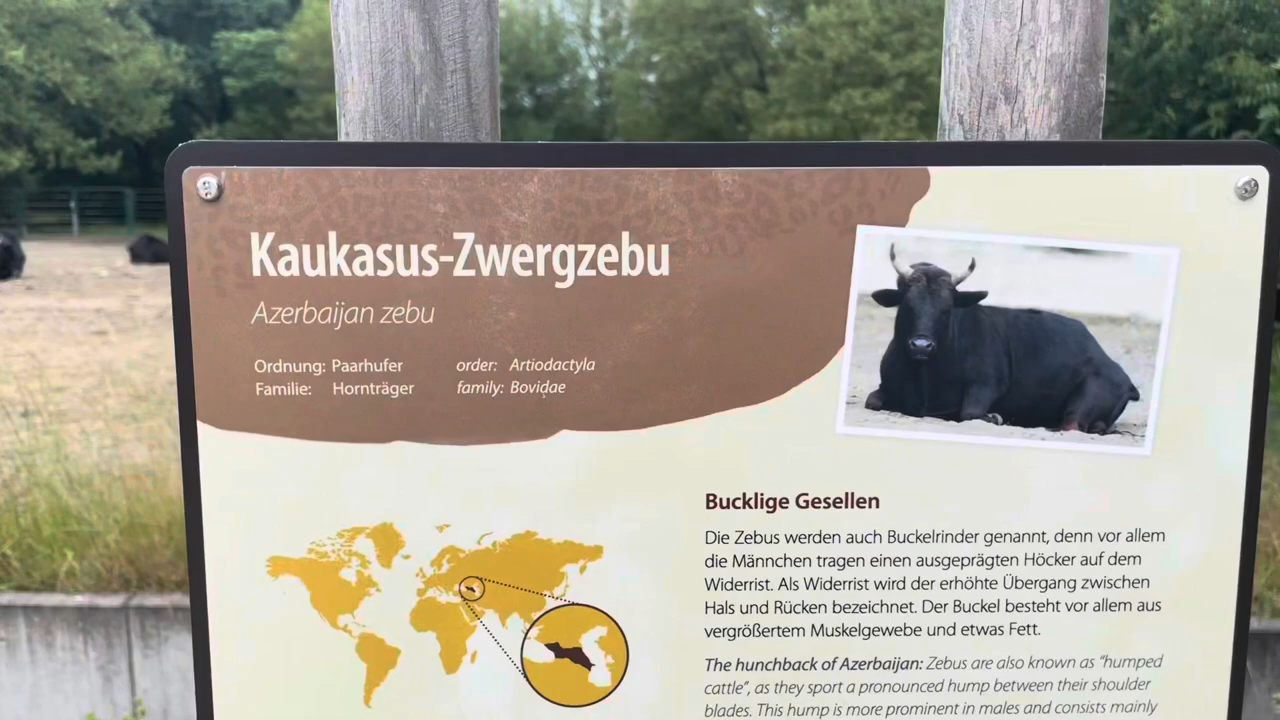 Kaukasus-Zwergzebu
Azerbaijan zebu
Ordnung: Paarhufer order: Artiodactyla
Familie: Hornträger family: Bovidae
Bucklige Gesellen
Die Zebus werden auch Buckelrinder genannt, denn vor allem
die Männchen tragen einen ausgeprägten Höcker auf dem
Widerrist. Als Widerrist wird der erhöhte Übergang zwischen
Hals und Rücken bezeichnet. Der Buckel besteht vor allem aus
vergrößertem Muskelgewebe und etwas Fett.
The hunchback of Azerbaijan: Zebus are also known as "humped
cattle", as they sport a pronounced hump between their shoulder
blades. This hump is more prominent in males and consists mainly